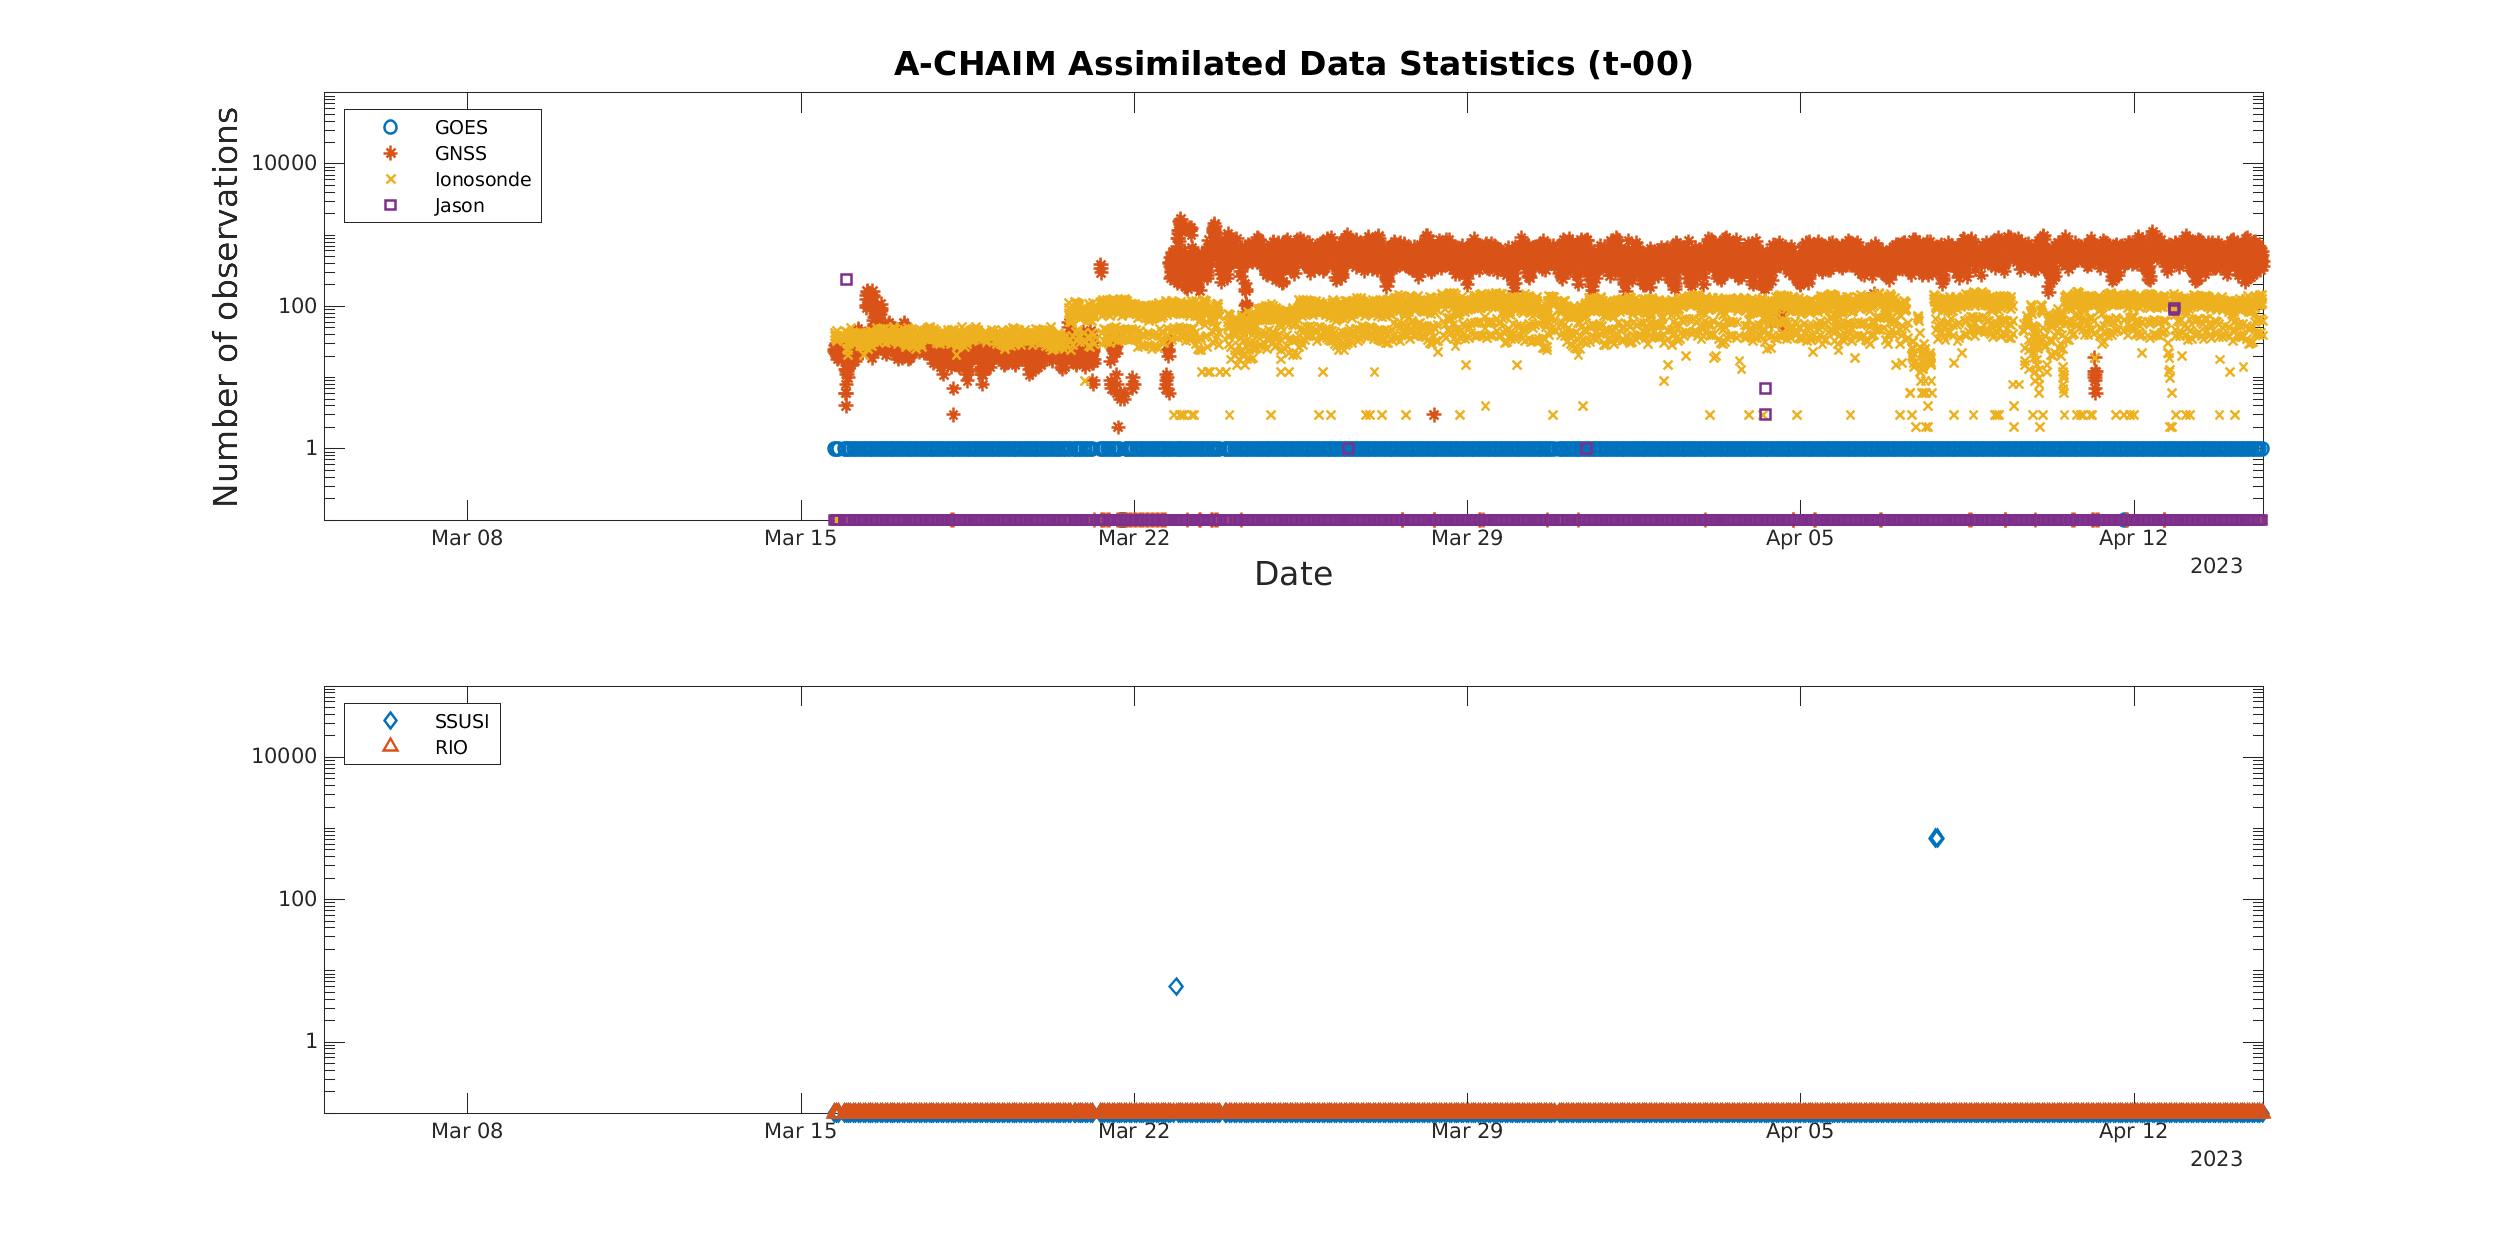 A-CHAIM Assimilated Data Statistics (t-00)
Number of observations
10000
100
1
GOES
GNSS
Ionosonde
Jason
Mar 08 Mar 15 Mar 22 Mar 29 Apr 05 Apr 12
2023
Date
10000
100
1
SSUSI
RIO
Mar 08 Mar 15 Mar 22 Mar 29 Apr 05 Apr 12
2023